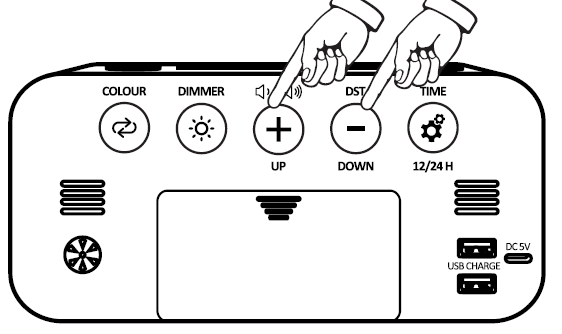 COLOUR
DIMMER
DST
TIME
UP
DOWN
12/24 H
DC 5V
USB CHARGE